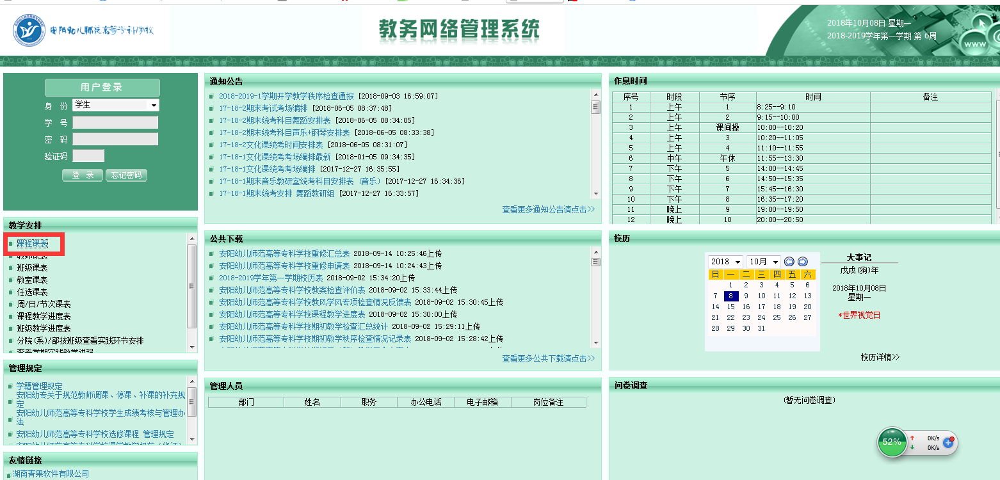 安阳幼儿师范高等专科学校
教务网络管理系统
2018年10月08日 星期一
2018-2019学年第一学期 第 6周
www
用户登录
身 份 学生
学 号
密 码
验证码
登 录 忘记密码
教学安排
课程课表
教师课表
班级课表
教室课表
任选课表
周/日/节次课表
课程教学进度表
班级教学进度表
分院(系)/部按班级查看实践环节安排
查看学期实践教学进程
管理规定
学籍管理规定
安阳幼专关于规范教师调课、停课、补课的补充规
定
安阳幼儿师范高等专科学校学生成绩考核与管理办
法
安阳幼儿师范高等专科学校选修课程 管理规定
友情链接
湖南青果软件有限公司
通知公告
2018-2019-1学期开学教学秩序检查通报 [2018-09-03 16:59:07]
17-18-2期末考试考场编排 [2018-06-05 08:37:48]
17-18-2期末统考科目舞蹈安排表 [2018-06-05 08:34:05]
17-18-2期末统考科目声乐+钢琴安排表 [2018-06-05 08:33:38]
17-18-2文化课统考时间安排表 [2018-06-05 08:31:07]
17-18-1文化课统考考场编排最新 [2018-01-05 09:34:35]
17-18-1文化课统考考场编排 [2017-12-27 16:35:55]
17-18-1期末音乐教研室统考科目安排表（音乐）[2017-12-27 16:34:36]
17-18-1期末统考安排 舞蹈教研组 [2017-12-27 16:33:57]
查看更多通知公告请点击>>
公共下载
安阳幼儿师范高等专科学校重修汇总表 2018-09-14 10:25:46上传
安阳幼儿师范高等专科学校重修申请表 2018-09-14 10:24:43上传
2018-2019学年第一学期校历表 2018-09-02 15:34:20上传
安阳幼儿师范高等专科学校教案检查评价表 2018-09-02 15:33:44上传
安阳幼儿师范高等专科学校教风学风专项检查情况反馈表 2018-09-02 15:30:45上传
安阳幼儿师范高等专科学校课程教学进度表 2018-09-02 15:30:00上传
安阳幼儿师范高等专科学校期初教学检查汇总统计 2018-09-02 15:29:11上传
安阳幼儿师范高等专科学校期初教学秩序检查情况记录表 2018-09-02 15:28:42上传
查看更多公共下载请点击>>
管理人员
部门 姓名 职务 办公电话 电子邮箱 岗位备注
作息时间
序号 时段 节序 时间 备注
1 上午 1 8:25--9:10
2 上午 2 9:15--10:00
3 上午 课间操 10:00--10:20
4 上午 3 10:20--11:05
5 上午 4 11:10--11:55
6 中午 午休 11:55--13:30
7 下午 5 14:00--14:45
8 下午 6 14:50--15:35
9 下午 7 15:45--16:30
10 下午 8 16:35--17:20
11 晚上 9 19:00--19:50
12 晚上 10 20:00--20:50
校历
2018 10月
日 一 二 三 四 五 六
1 2 3 4 5 6
7 8 9 10 11 12 13
14 15 16 17 18 19 20
21 22 23 24 25 26 27
28 29 30 31
大事记
戊戌(狗)年
2018年10月08日
星期一
*世界视觉日
校历详情>>
问卷调查
(暂无问卷调查)
52%
0K/s
0K/s